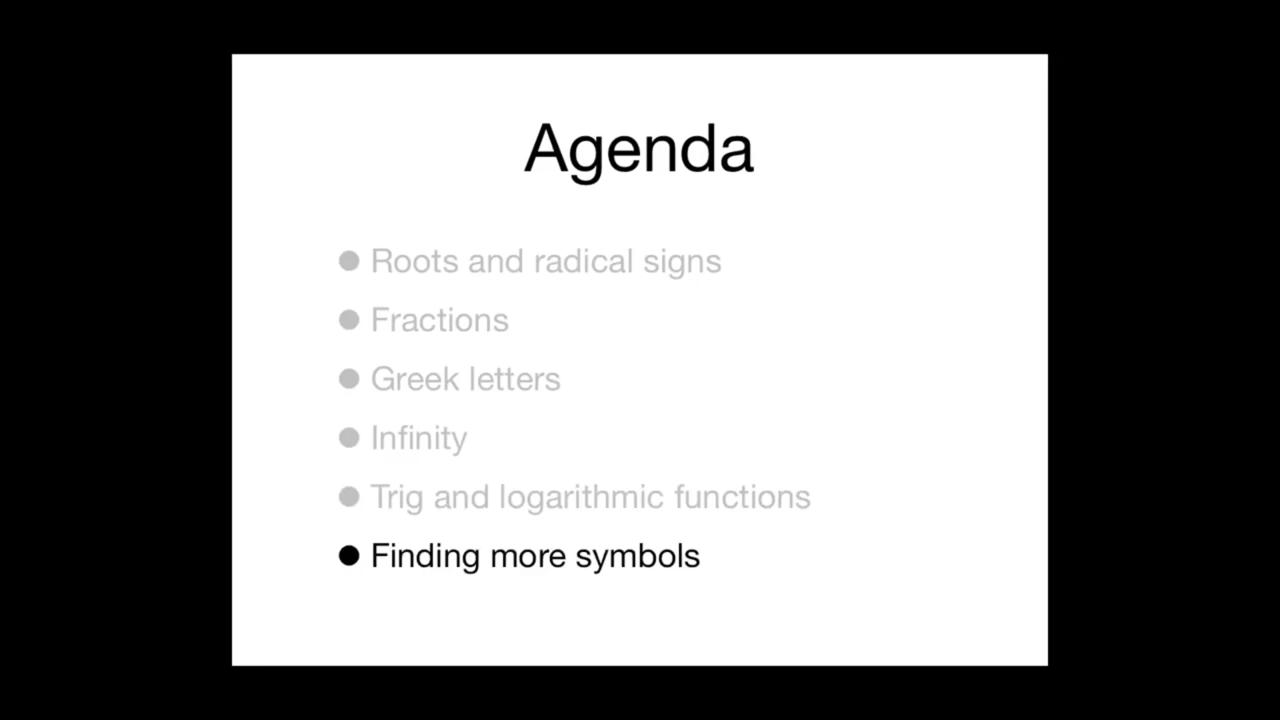 Agenda
● Roots and radical signs
● Fractions
● Greek letters
● Infinity
● Trig and logarithmic functions
● Finding more symbols